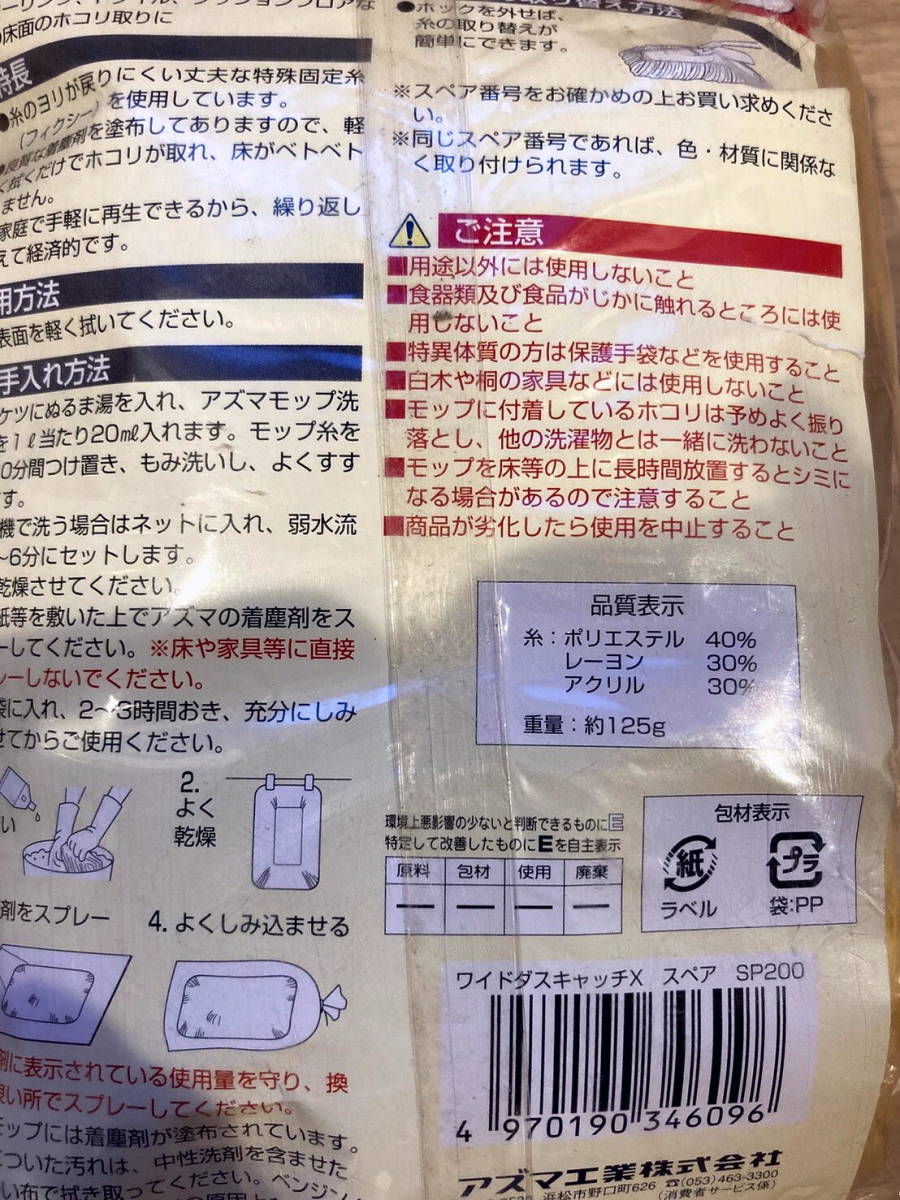 床面のホコリ取りに
特長
●糸のヨリが戻りにくい丈夫な特殊固定糸
(フィクシー)を使用しています。
良質な着塵剤を塗布してありますので、軽
く拭くだけでホコリが取れ、床がベトベト
ません。
家庭で手軽に再生できるから、繰り返し
えて経済的です。
用方法
表面を軽く拭いてください。
手入れ方法
ケツにぬるま湯を入れ、アズマモップ洗
を1ℓ当たり20㎖入れます。モップ糸を
0分間つけ置き、もみ洗いし、よくすす
す。
機で洗う場合はネットに入れ、弱水流
~6分にセットします。
乾燥させてください。
紙等を敷いた上でアズマの着塵剤をス
ーしてください。※床や家具等に直接
レーしないでください。
袋に入れ、2~3時間おき、充分にしみ
せてからご使用ください。
い
2.
よく
乾燥
剤をスプレー
4. よくしみ込ませる
剤に表示されている使用量を守り、換
良い所でスプレーしてください。
モップには着塵剤が塗布されています。
ついた汚れは、中性洗剤を含ませた
い布で拭き取ってください。ベンジン
取り替え方法
●ホックを外せば、
糸の取り替えが
簡単にできます。
※スペア番号をお確かめの上お買い求めくださ
い。
※同じスペア番号であれば、色・材質に関係な
く取り付けられます。
ご注意
■用途以外には使用しないこと
■食器類及び食品がじかに触れるところには使
用しないこと
■特異体質の方は保護手袋などを使用すること
■白木や桐の家具などには使用しないこと
■モップに付着しているホコリは予めよく振り
落とし、他の洗濯物とは一緒に洗わないこと
■モップを床等の上に長時間放置するとシミに
なる場合があるので注意すること
■商品が劣化したら使用を中止すること
品質表示
糸:ポリエステル 40%
レーヨン 30%
アクリル 30%
重量:約125g
環境上悪影響の少ないと判断できるものにE
特定して改善したものにEを自主表示
原料 包材 使用 廃棄
— — — —
包材表示
紙 プラ
ラベル 袋:PP
ワイドダスキャッチX スペア SP200
4 970190 346096
アズマ工業株式会社
浜松市野口町626 ☎(053)463-3300
(消費者サービス係)